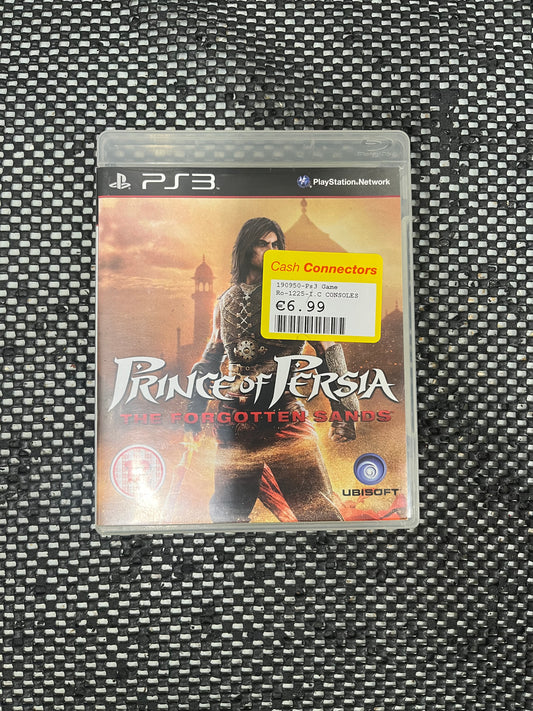 PS3
PlayStation.Network
Cash Connectors
190950-Ps3 Game
Ro-1225-I.C CONSOLES
€6.99
PRINCE OF PERSIA
THE FORGOTTEN SANDS
UBISOFT